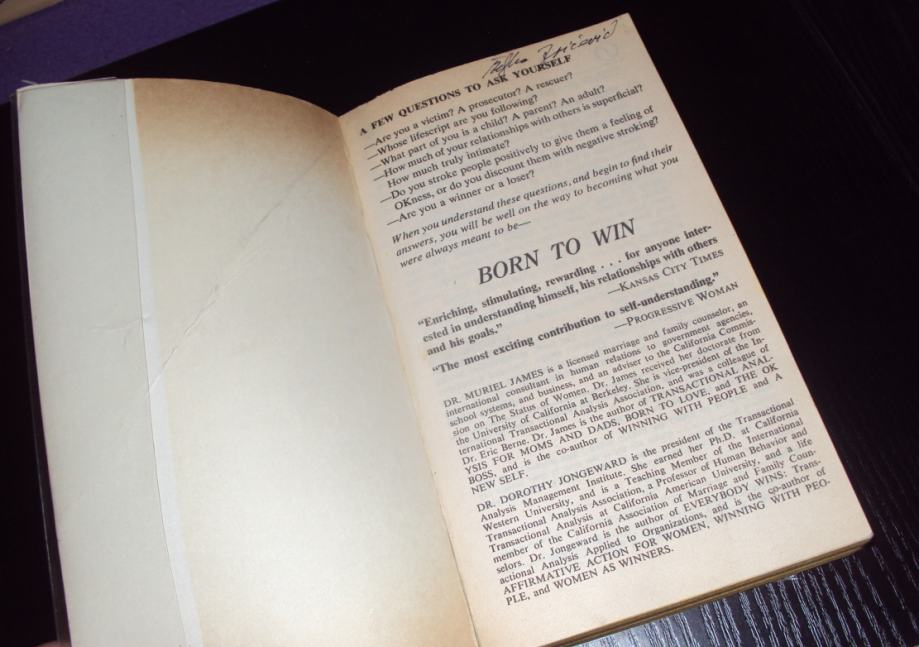 A FEW QUESTIONS TO ASK YOURSELF
—Are you a victim? A prosecutor? A rescuer?
—Whose lifescript are you following?
—What part of you is a child? A parent? An adult?
—How much of your relationships with others is superficial?
How much truly intimate?
—Do you stroke people positively to give them a feeling of
OKness, or do you discount them with negative stroking?
—Are you a winner or a loser?
When you understand these questions, and begin to find their
answers, you will be well on the way to becoming what you
were always meant to be—
BORN TO WIN
“Enriching, stimulating, rewarding . . . for anyone inter-
ested in understanding himself, his relationships with others
and his goals.”
—KANSAS CITY TIMES
“The most exciting contribution to self-understanding.”
—PROGRESSIVE WOMAN
DR. MURIEL JAMES is a licensed marriage and family counselor, an
international consultant in human relations to government agencies,
school systems, and business, and an adviser to the California Commis-
sion on The Status of Women. Dr. James received her doctorate from
the University of California at Berkeley. She is vice-president of the In-
ternational Transactional Analysis Association, and was a colleague of
Dr. Eric Berne. Dr. James is the author of TRANSACTIONAL ANAL-
YSIS FOR MOMS AND DADS, BORN TO LOVE, and THE OK
BOSS, and is the co-author of WINNING WITH PEOPLE and A
NEW SELF.
DR. DOROTHY JONGEWARD is the president of the Transactional
Analysis Management Institute. She earned her Ph.D. at California
Western University, and is a Teaching Member of the International
Transactional Analysis Association, a Professor of Human Behavior and
Transactional Analysis at California American University, and a life
member of the California Association of Marriage and Family Coun-
selors. Dr. Jongeward is the author of EVERYBODY WINS: Trans-
actional Analysis Applied to Organizations, and is the co-author of
AFFIRMATIVE ACTION FOR WOMEN, WINNING WITH PEO-
PLE, and WOMEN AS WINNERS.